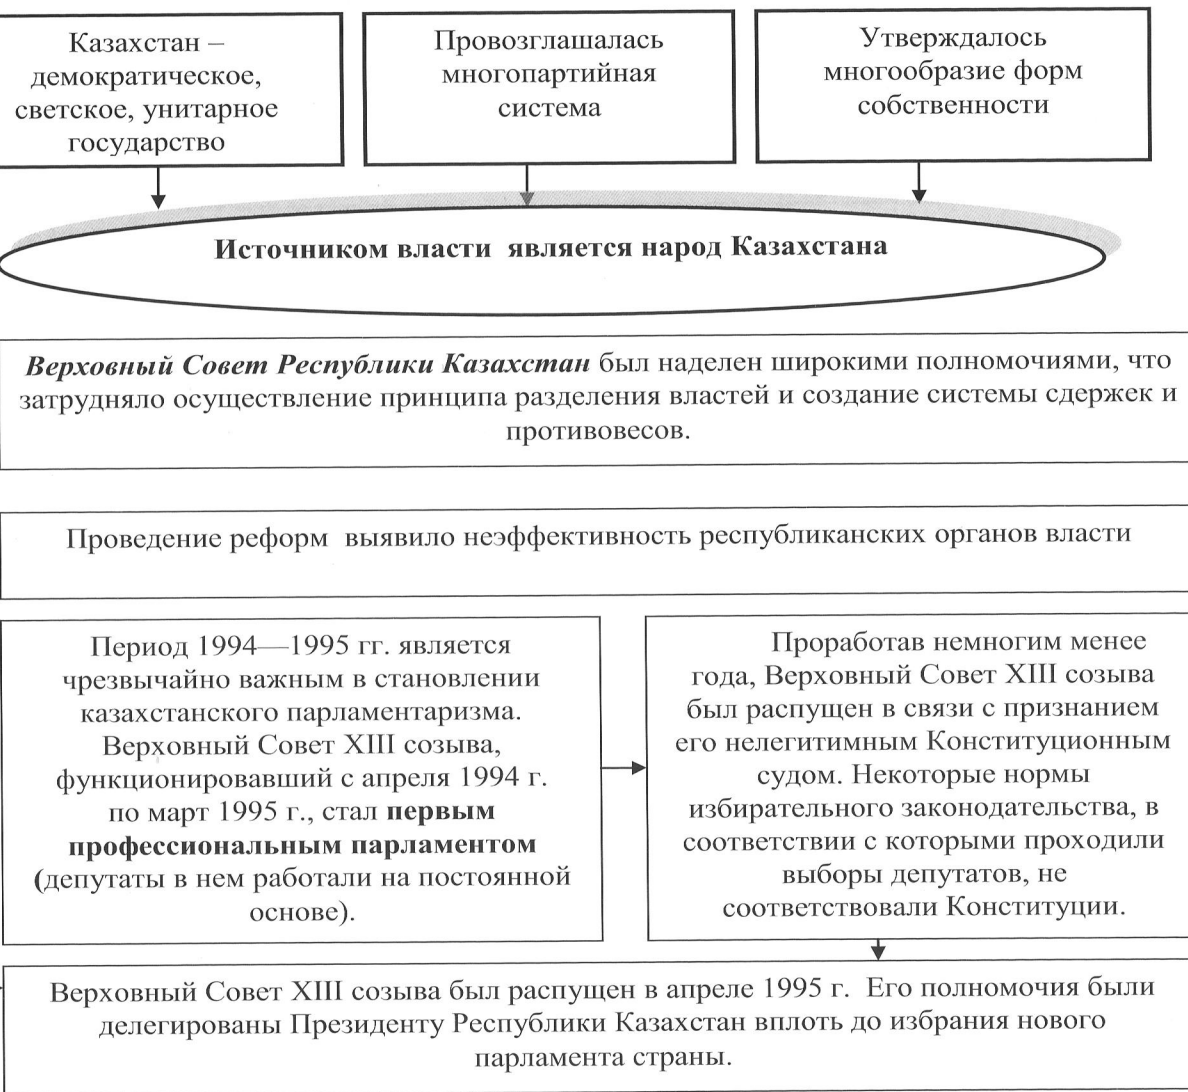 Казахстан –
демократическое,
светское, унитарное
государство
Провозглашалась
многопартийная
система
Утверждалось
многообразие форм
собственности
Источником власти является народ Казахстана
Верховный Совет Республики Казахстан был наделен широкими полномочиями, что
затрудняло осуществление принципа разделения властей и создание системы сдержек и
противовесов.
Проведение реформ выявило неэффективность республиканских органов власти
Период 1994—1995 гг. является
чрезвычайно важным в становлении
казахстанского парламентаризма.
Верховный Совет XIII созыва,
функционировавший с апреля 1994 г.
по март 1995 г., стал первым
профессиональным парламентом
(депутаты в нем работали на постоянной
основе).
Проработав немногим менее
года, Верховный Совет XIII созыва
был распущен в связи с признанием
его нелегитимным Конституционным
судом. Некоторые нормы
избирательного законодательства, в
соответствии с которыми проходили
выборы депутатов, не
соответствовали Конституции.
Верховный Совет XIII созыва был распущен в апреле 1995 г. Его полномочия были
делегированы Президенту Республики Казахстан вплоть до избрания нового
парламента страны.